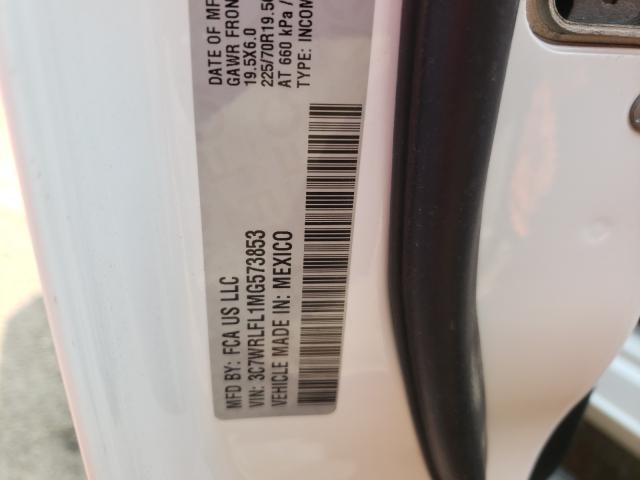 MFD BY: FCA US LLC
DATE OF MF
VIN: 3C7WRLFL1MG573853
GAWR FRON
VEHICLE MADE IN: MEXICO
19.5X6.0
225/70R19.5
AT 660 kPa /
TYPE: INCOM